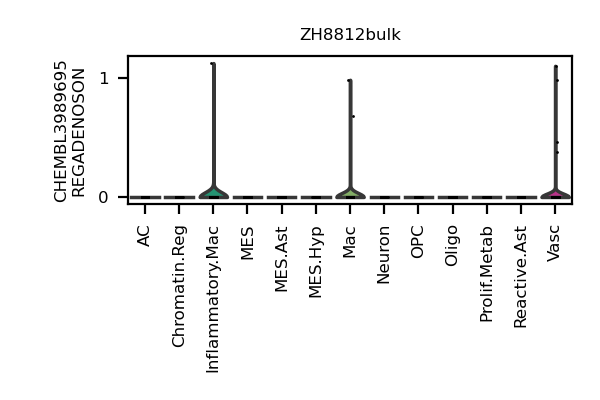 ZH8812bulk
CHEMBL3989695
REGADENOSON
1
0
AC
Chromatin.Reg
Inflammatory.Mac
MES
MES.Ast
MES.Hyp
Mac
Neuron
OPC
Oligo
Prolif.Metab
Reactive.Ast
Vasc